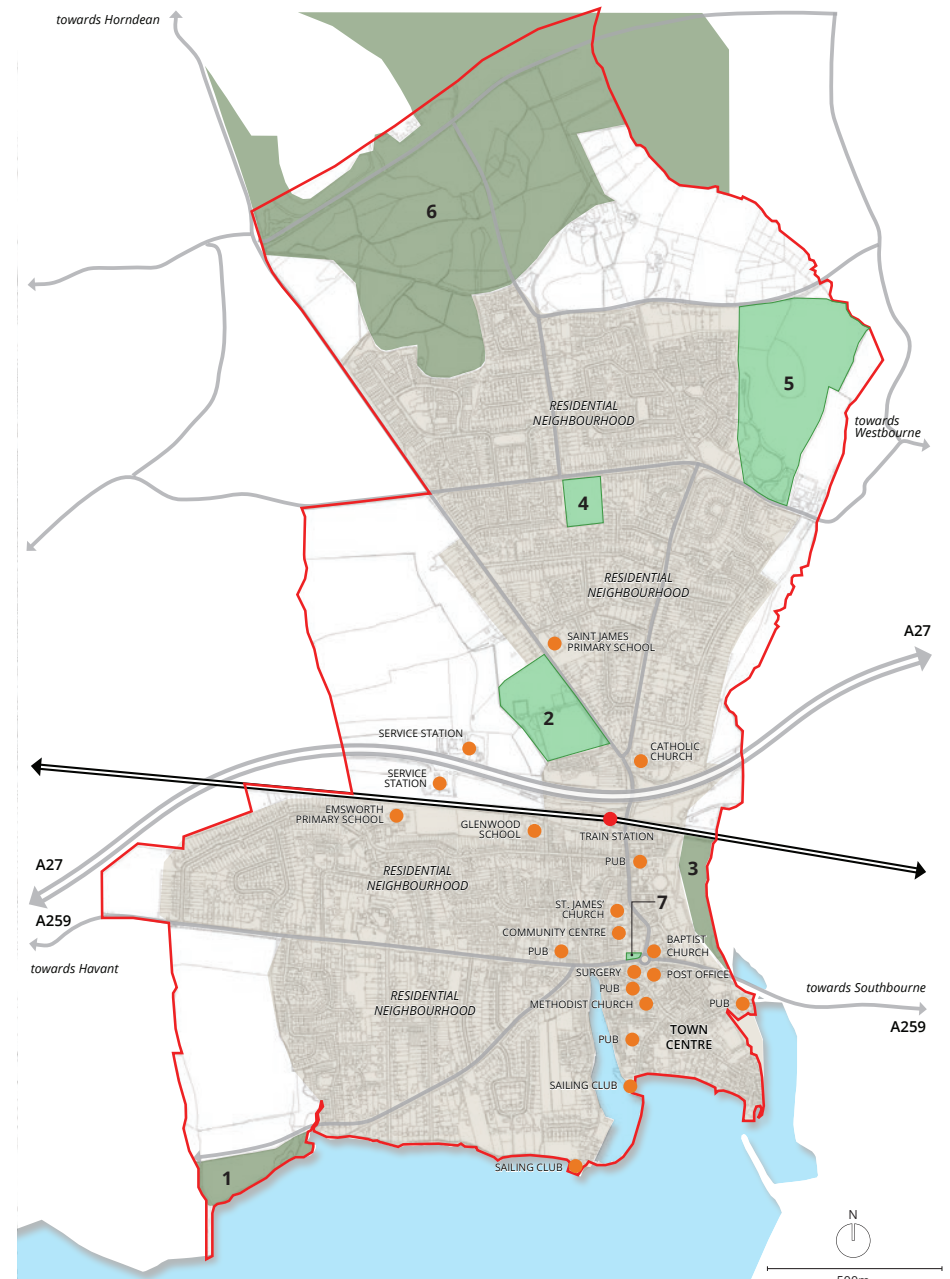 towards Horndean
6
5
RESIDENTIAL
NEIGHBOURHOOD
towards
Westbourne
4
RESIDENTIAL
NEIGHBOURHOOD
A27
SAINT JAMES
PRIMARY SCHOOL
2
SERVICE STATION
CATHOLIC
CHURCH
SERVICE
STATION
EMSWORTH
PRIMARY SCHOOL
GLENWOOD
SCHOOL
TRAIN STATION
A27
PUB
3
RESIDENTIAL
NEIGHBOURHOOD
7
A259
ST. JAMES'
CHURCH
COMMUNITY CENTRE
PUB
BAPTIST
CHURCH
towards Havant
SURGERY
POST OFFICE
PUB
towards Southbourne
RESIDENTIAL
NEIGHBOURHOOD
METHODIST CHURCH
PUB
A259
TOWN
CENTRE
PUB
SAILING CLUB
SAILING CLUB
1
N
500m